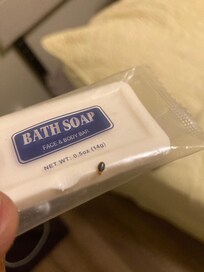 BATH SOAP
FACE & BODY BAR
NET WT: 0.5oz (14g)